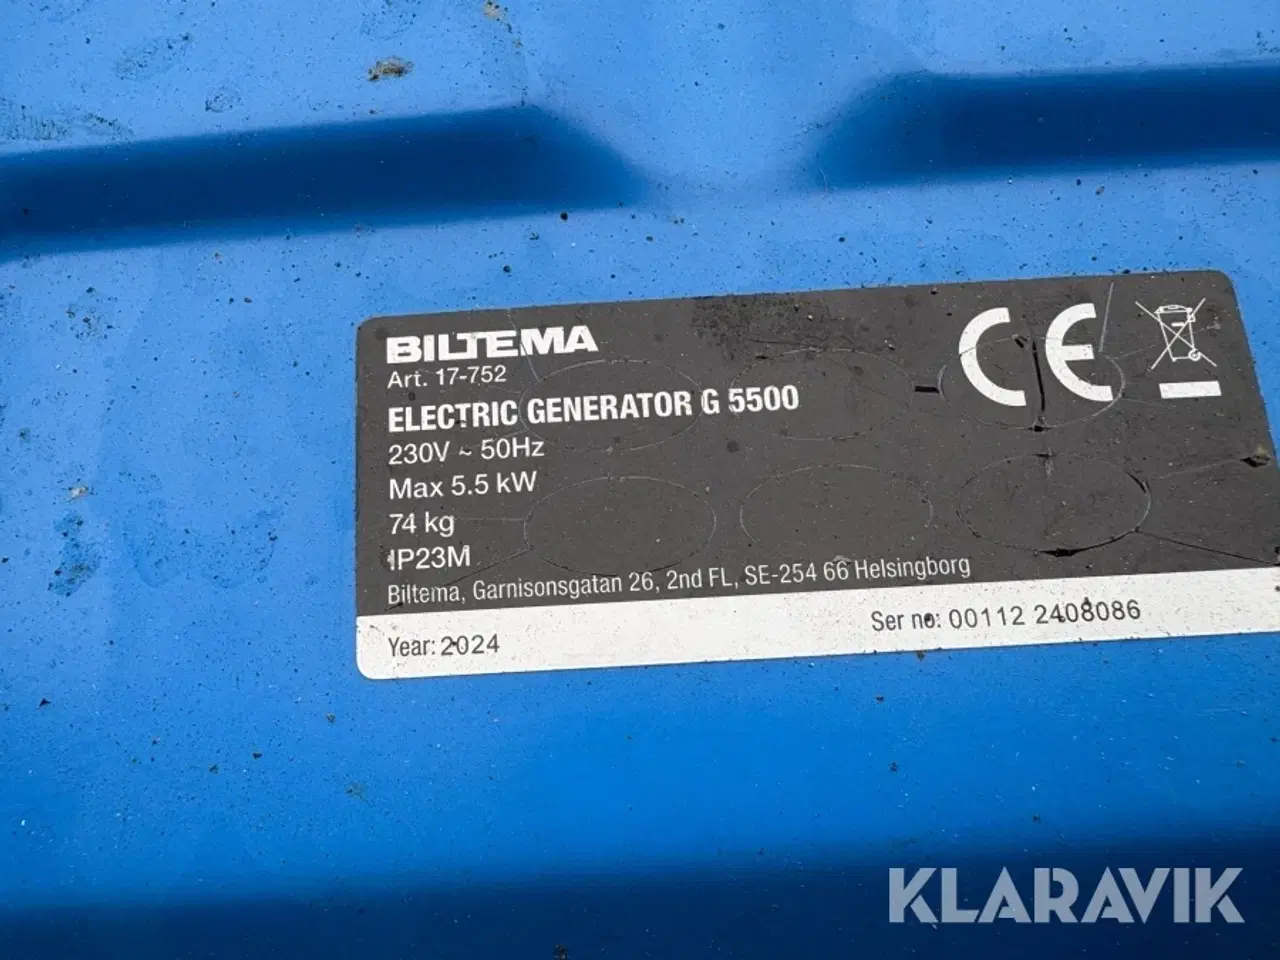 BILTEMA
Art. 17-752
ELECTRIC GENERATOR G 5500
230V ~ 50Hz
Max 5.5 kW
74 kg
IP23M
Biltema, Garnisonsgatan 26, 2nd FL, SE-254 66 Helsingborg
Year: 2024
Ser no: 00112 2408086
CE
KLARAVIK